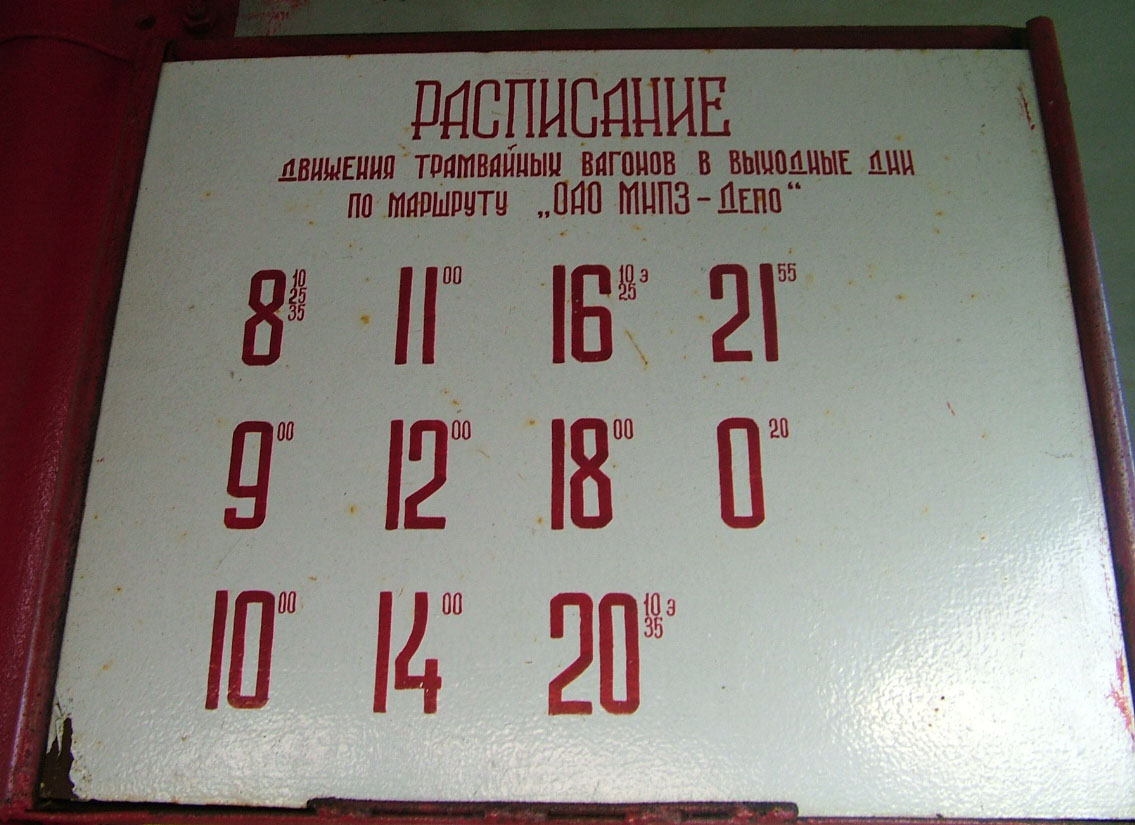 РАСПИСАНИЕ
ДВИЖЕНИЯ ТРАМВАЙНЫХ ВАГОНОВ В ВЫХОДНЫЕ ДНИ
ПО МАРШРУТУ „ОАО МНПЗ - ДЕПО“
8 10 25 35 11 00 16 10 э 25 21 55
9 00 12 00 18 00 0 20
10 00 14 00 20 10 э 35